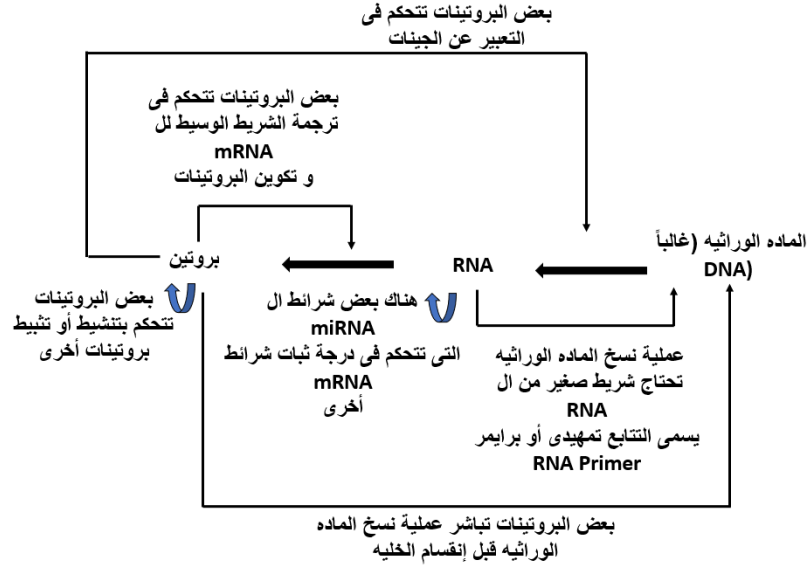 بعض البروتينات تتحكم فى
التعبير عن الجينات
بعض البروتينات تتحكم فى
ترجمة الشريط الوسيط لل
mRNA
و تكوين البروتينات
الماده الوراثيه (غالباً
DNA)
RNA
بروتين
بعض البروتينات
تتحكم بتنشيط أو تثبيط
بروتينات أخرى
هناك بعض شرائط ال
miRNA
التى تتحكم فى درجة ثبات شرائط
mRNA
أخرى
عملية نسخ الماده الوراثيه
تحتاج شريط صغير من ال
RNA
يسمى التتابع تمهيدى أو برايمر
RNA Primer
بعض البروتينات تباشر عملية نسخ الماده
الوراثيه قبل إنقسام الخليه